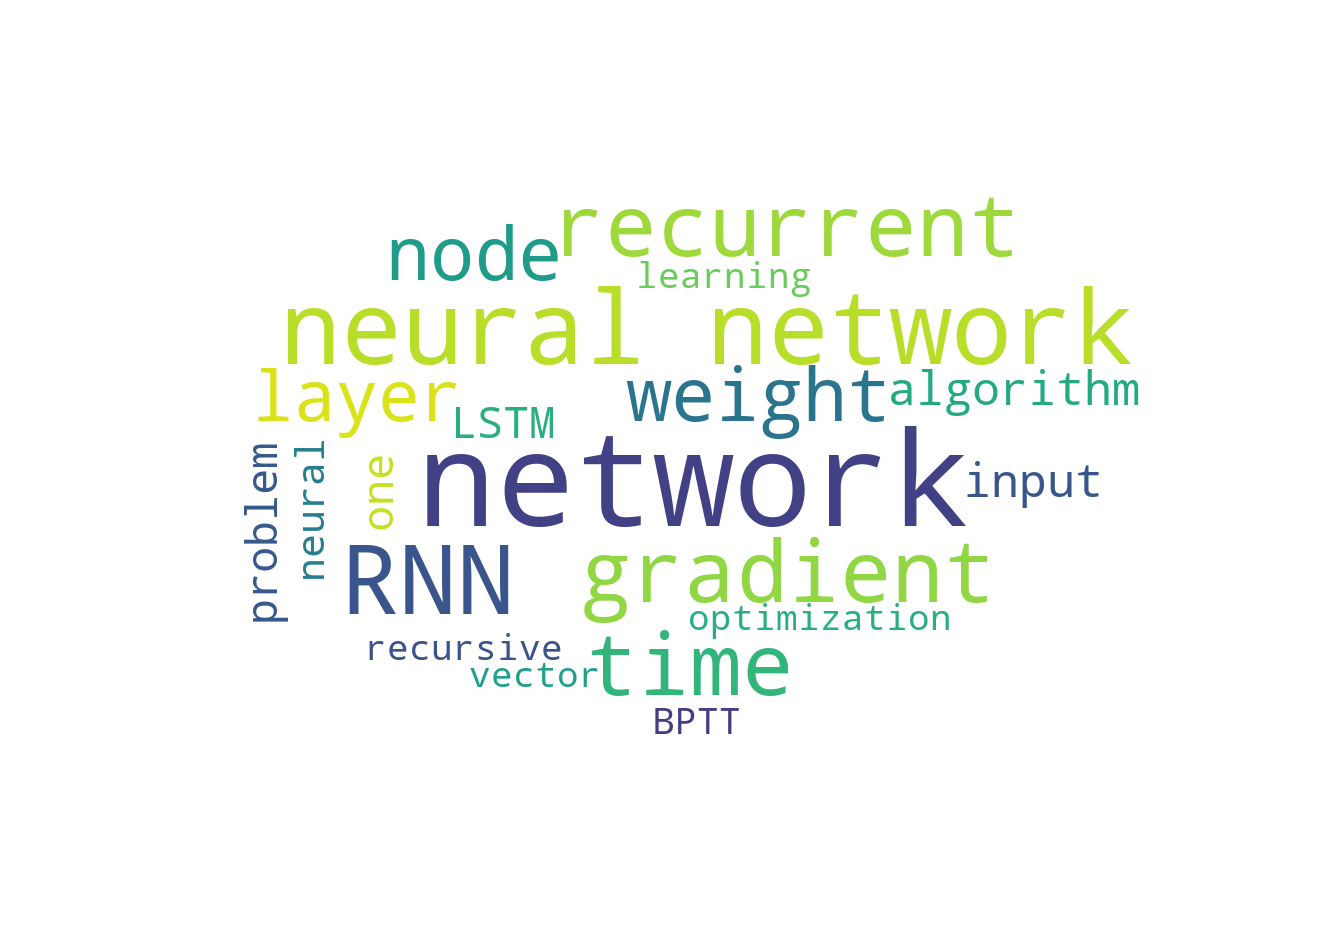 recurrent
node
learning
neural network
layer
weight
algorithm
LSTM
network
input
problem
neural
one
RNN
gradient
optimization
recursive
time
vector
BPTT